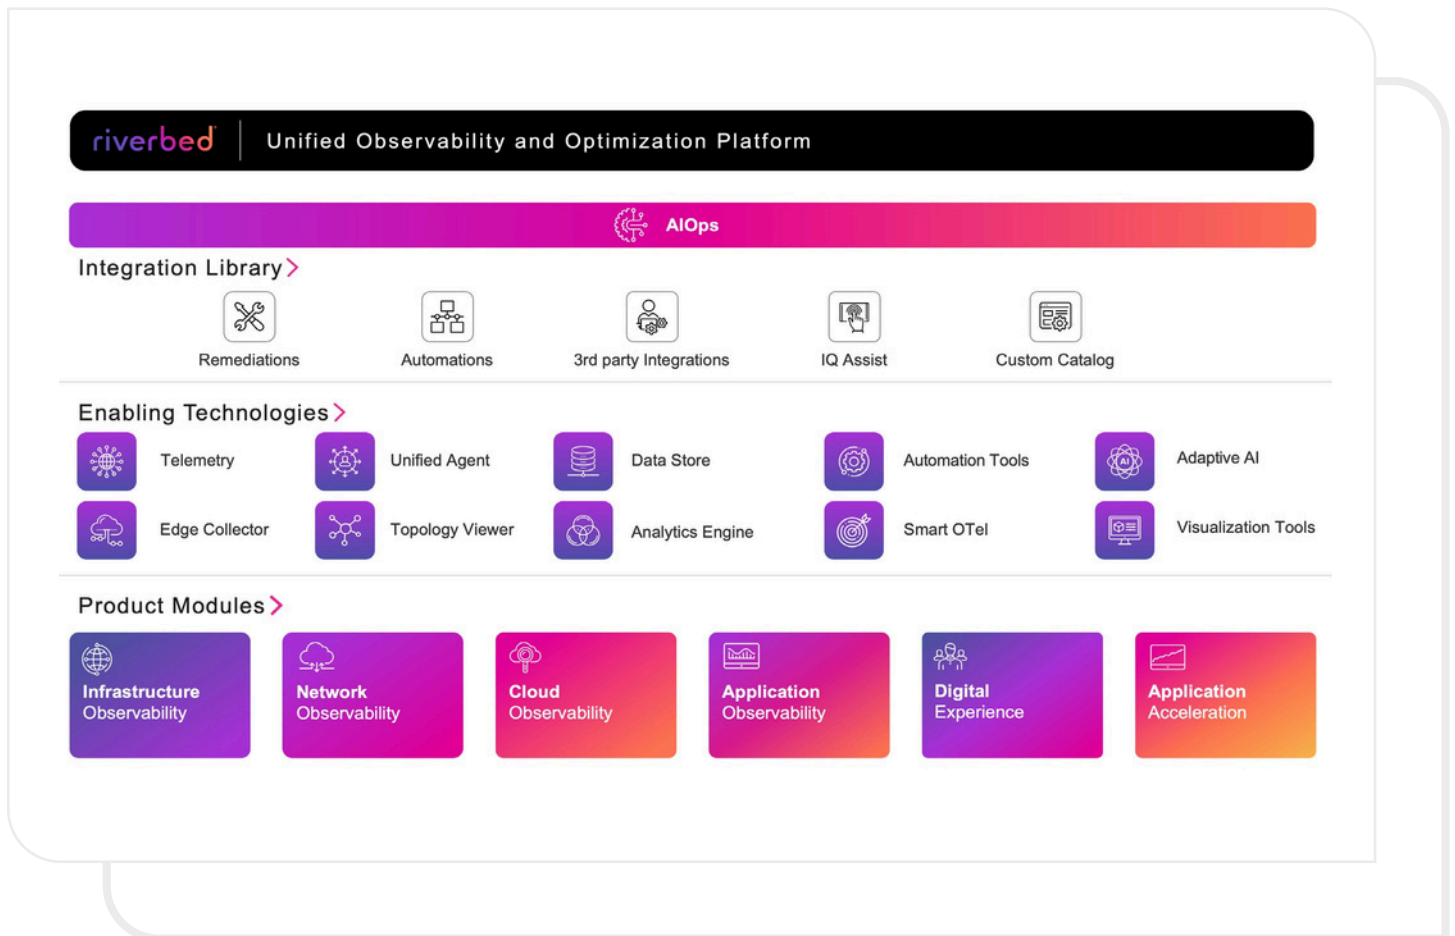 riverbed
Unified Observability and Optimization Platform
AIOps
Integration Library
Remediations
Automations
3rd party Integrations
IQ Assist
Custom Catalog
Enabling Technologies
Telemetry
Unified Agent
Data Store
Automation Tools
Adaptive AI
AI
Edge Collector
Topology Viewer
Analytics Engine
Smart OTel
Visualization Tools
Product Modules
Infrastructure
Observability
Network
Observability
Cloud
Observability
Application
Observability
Digital
Experience
Application
Acceleration